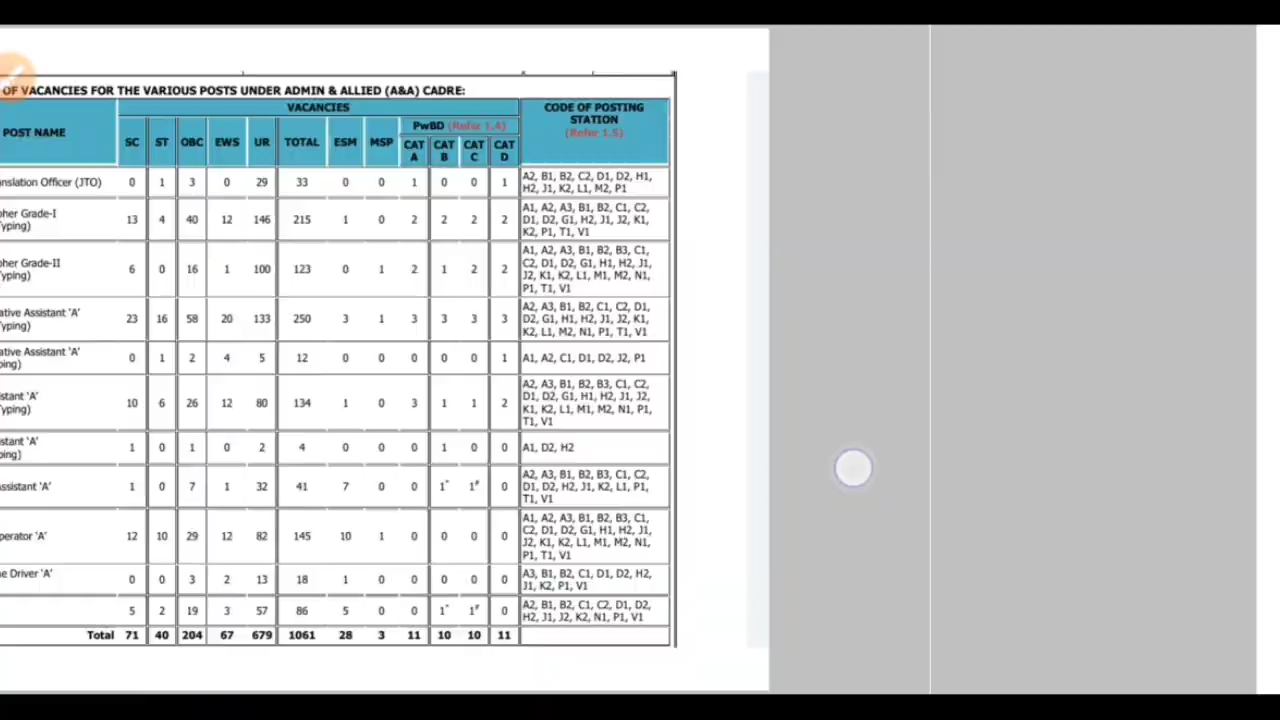 OF VACANCIES FOR THE VARIOUS POSTS UNDER ADMIN & ALLIED (A&A) CADRE:
POST NAME VACANCIES CODE OF POSTING STATION (Refer 1.5)
SC ST OBC EWS UR TOTAL ESM MSP PwBD (Refer 1.4)
CAT A CAT B CAT C CAT D
nslation Officer (JTO) 0 1 3 0 29 33 0 0 1 0 0 1 A2, B1, B2, C2, D1, D2, H1,
H2, J1, K2, L1, M2, P1
pher Grade-I 13 4 40 12 146 215 1 0 2 2 2 2 A1, A2, A3, B1, B2, C1, C2,
Typing) D1, D2, G1, H2, J1, J2, K1,
K2, P1, T1, V1
pher Grade-II 6 0 16 1 100 123 0 1 2 1 2 2 A1, A2, A3, B1, B2, B3, C1,
Typing) C2, D1, D2, G1, H1, H2, J1,
J2, K1, K2, L1, M1, M2, N1,
P1, T1, V1
ative Assistant 'A' 23 16 58 20 133 250 3 1 3 3 3 3 A2, A3, B1, B2, C1, C2, D1,
Typing) D2, G1, H1, H2, J1, J2, K1,
K2, L1, M2, N1, P1, T1, V1
ative Assistant 'A' 0 1 2 4 5 12 0 0 0 0 0 1 A1, A2, C1, D1, D2, J2, P1
ping)
stant 'A' 10 6 26 12 80 134 1 0 3 1 1 2 A2, A3, B1, B2, B3, C1, C2,
Typing) D1, D2, G1, H1, H2, J1, J2,
K1, K2, L1, M1, M2, N1, P1,
T1, V1
stant 'A' 1 0 1 0 2 4 0 0 0 1 0 0 A1, D2, H2
ping)
Assistant 'A' 1 0 7 1 32 41 7 0 0 1* 1# 0 A2, A3, B1, B2, B3, C1, C2,
D1, D2, H2, J1, K2, L1, P1,
T1, V1
perator 'A' 12 10 29 12 82 145 10 1 0 0 0 0 A1, A2, A3, B1, B2, B3, C1,
C2, D1, D2, G1, H1, H2, J1,
J2, K1, K2, L1, M1, M2, N1,
P1, T1, V1
e Driver 'A' 0 0 3 2 13 18 1 0 0 0 0 0 A3, B1, B2, C1, D1, D2, H2,
J1, K2, P1, V1
5 2 19 3 57 86 5 0 0 1* 1# 0 A2, B1, B2, C1, C2, D1, D2,
H2, J1, J2, K2, N1, P1, V1
Total 71 40 204 67 679 1061 28 3 11 10 10 11